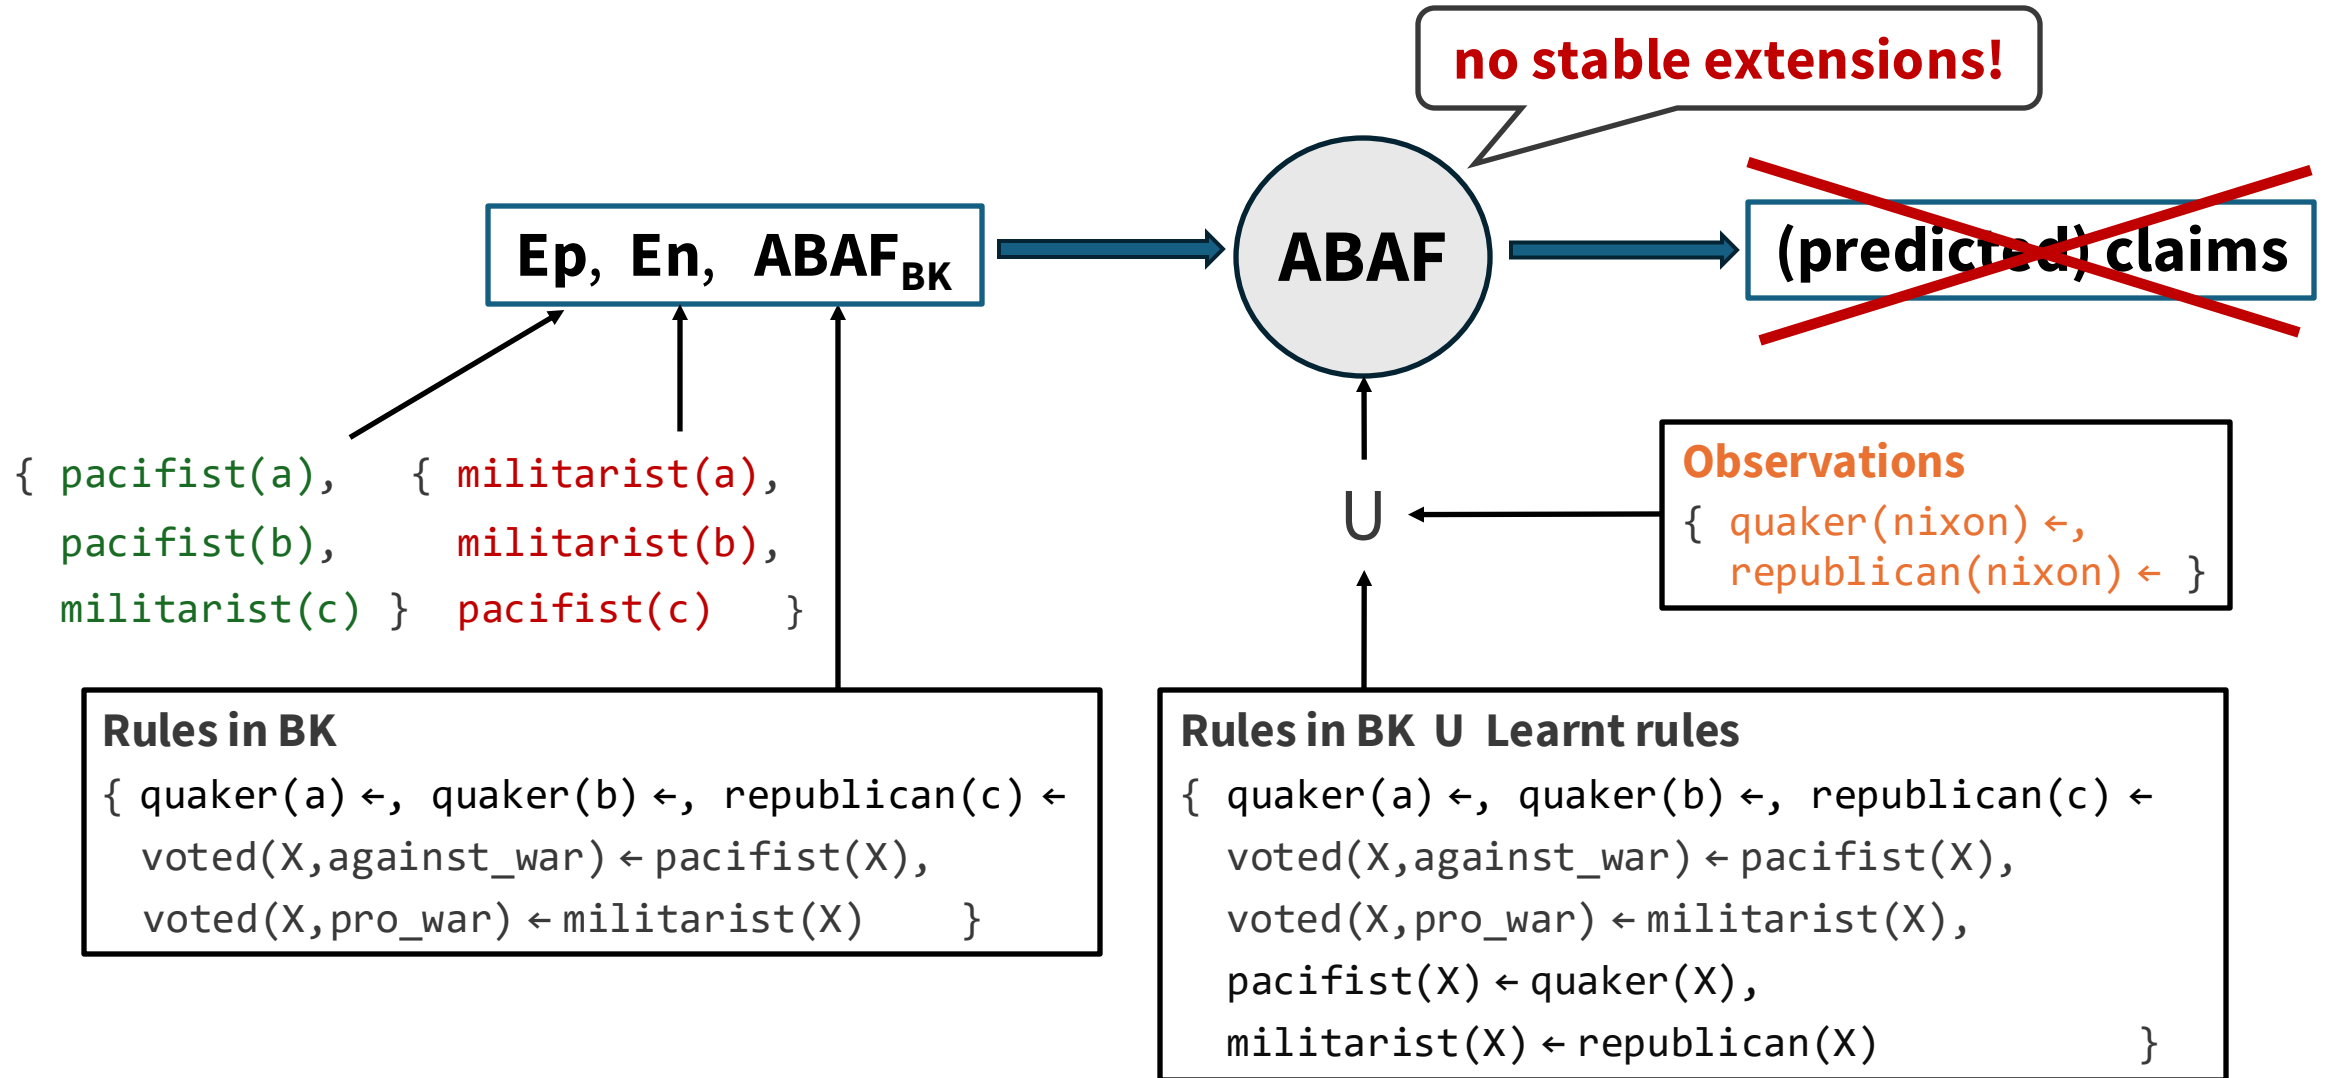 no stable extensions!
Ep, En, ABAF_BK
ABAF
(predicted) claims
{ pacifist(a),
pacifist(b),
militarist(c) }
{ militarist(a),
militarist(b),
pacifist(c) }
U
Observations
{ quaker(nixon) ←,
republican(nixon) ← }
Rules in BK
{ quaker(a) ←, quaker(b) ←, republican(c) ←
voted(X,against_war) ← pacifist(X),
voted(X,pro_war) ← militarist(X) }
Rules in BK U Learnt rules
{ quaker(a) ←, quaker(b) ←, republican(c) ←
voted(X,against_war) ← pacifist(X),
voted(X,pro_war) ← militarist(X),
pacifist(X) ← quaker(X),
militarist(X) ← republican(X) }